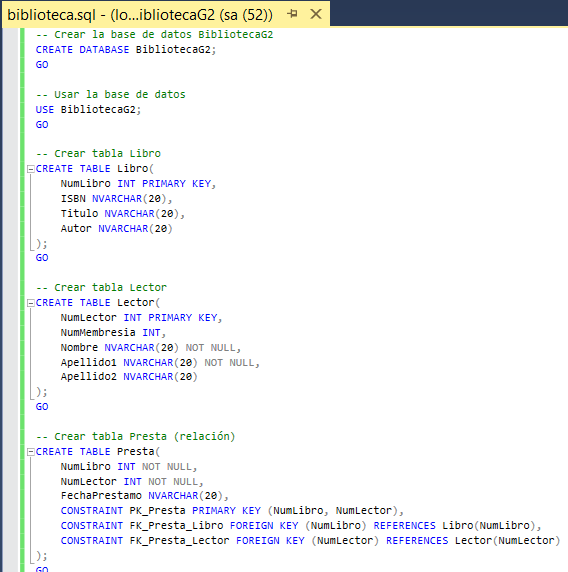 biblioteca.sql - (lo...ibliotecaG2 (sa (52))
-- Crear la base de datos BibliotecaG2
CREATE DATABASE BibliotecaG2;
GO
-- Usar la base de datos
USE BibliotecaG2;
GO
-- Crear tabla Libro
CREATE TABLE Libro(
NumLibro INT PRIMARY KEY,
ISBN NVARCHAR(20),
Titulo NVARCHAR(20),
Autor NVARCHAR(20)
);
GO
-- Crear tabla Lector
CREATE TABLE Lector(
NumLector INT PRIMARY KEY,
NumMembresia INT,
Nombre NVARCHAR(20) NOT NULL,
Apellido1 NVARCHAR(20) NOT NULL,
Apellido2 NVARCHAR(20)
);
GO
-- Crear tabla Presta (relación)
CREATE TABLE Presta(
NumLibro INT NOT NULL,
NumLector INT NOT NULL,
FechaPrestamo NVARCHAR(20),
CONSTRAINT PK_Presta PRIMARY KEY (NumLibro, NumLector),
CONSTRAINT FK_Presta_Libro FOREIGN KEY (NumLibro) REFERENCES Libro(NumLibro),
CONSTRAINT FK_Presta_Lector FOREIGN KEY (NumLector) REFERENCES Lector(NumLector)
);
GO